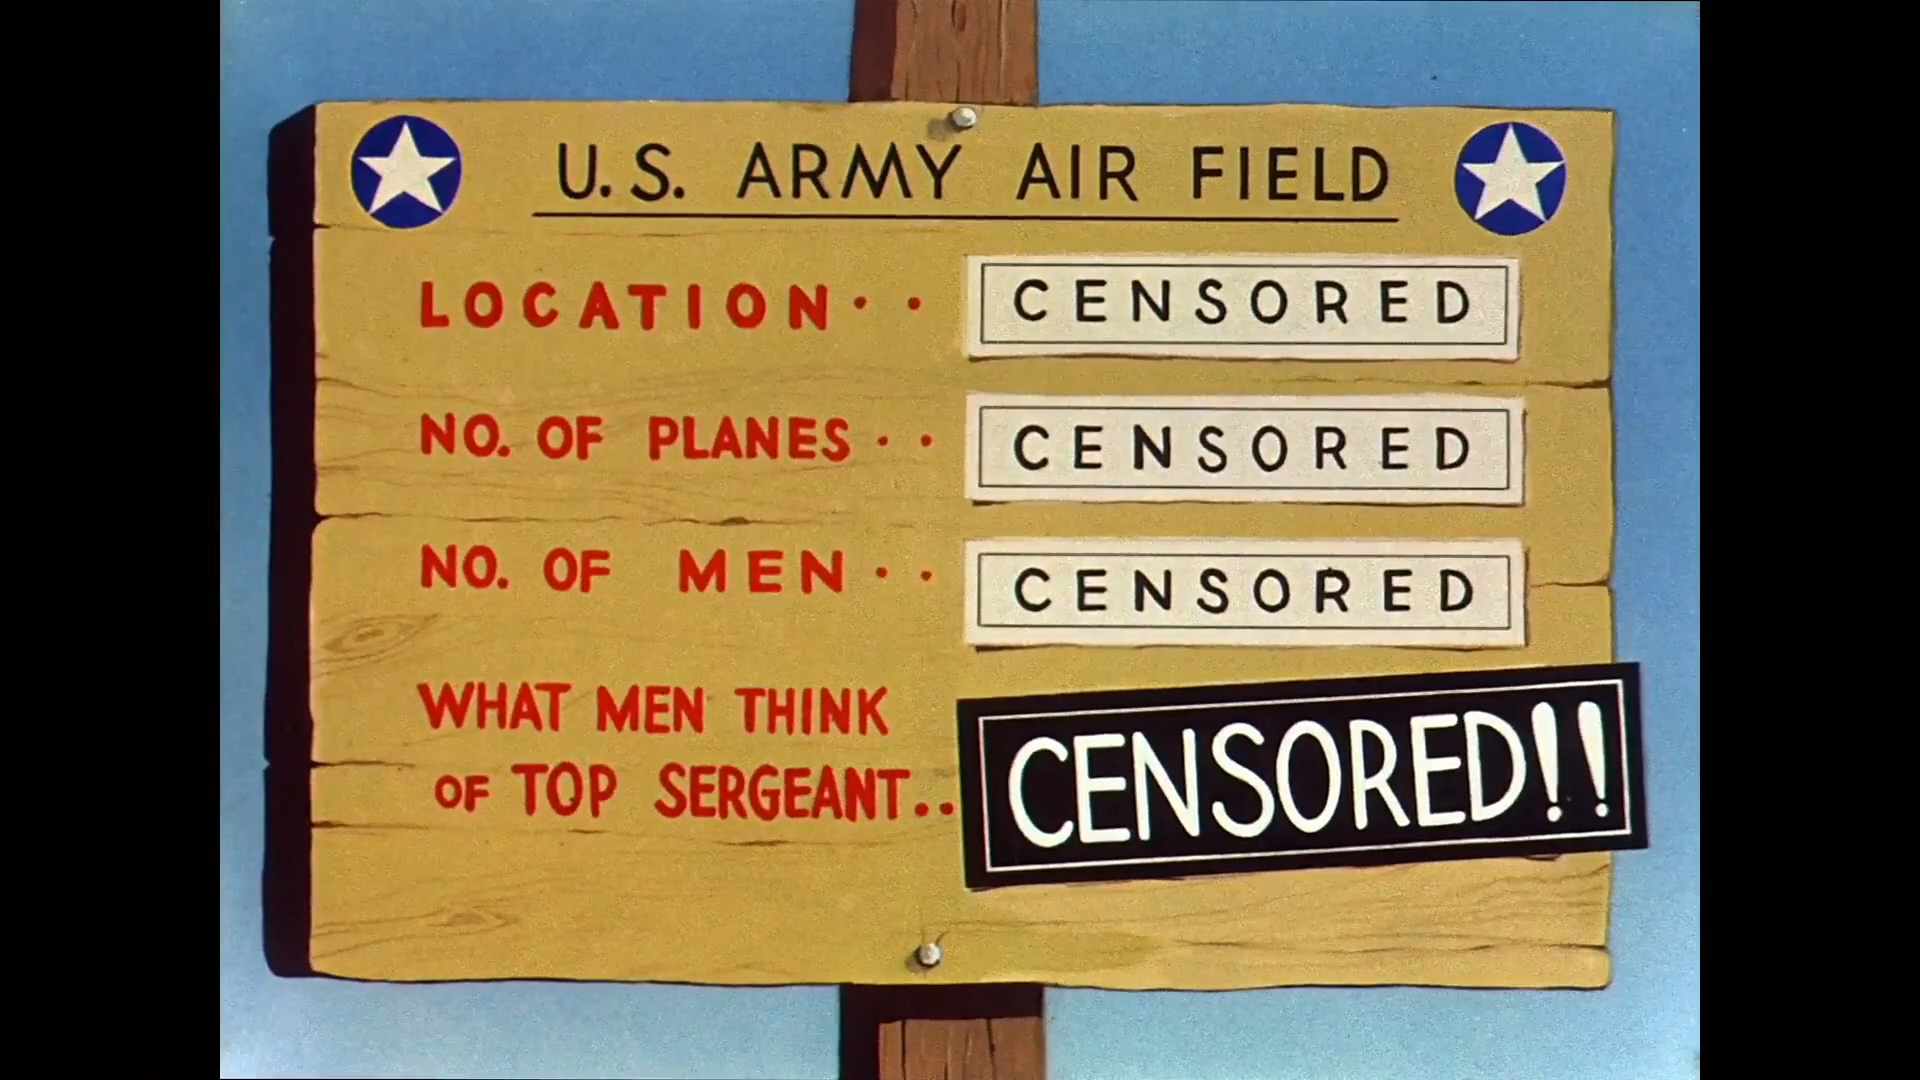 U.S. ARMY AIR FIELD
LOCATION.. CENSORED
NO. OF PLANES.. CENSORED
NO. OF MEN.. CENSORED
WHAT MEN THINK
OF TOP SERGEANT.. CENSORED!!